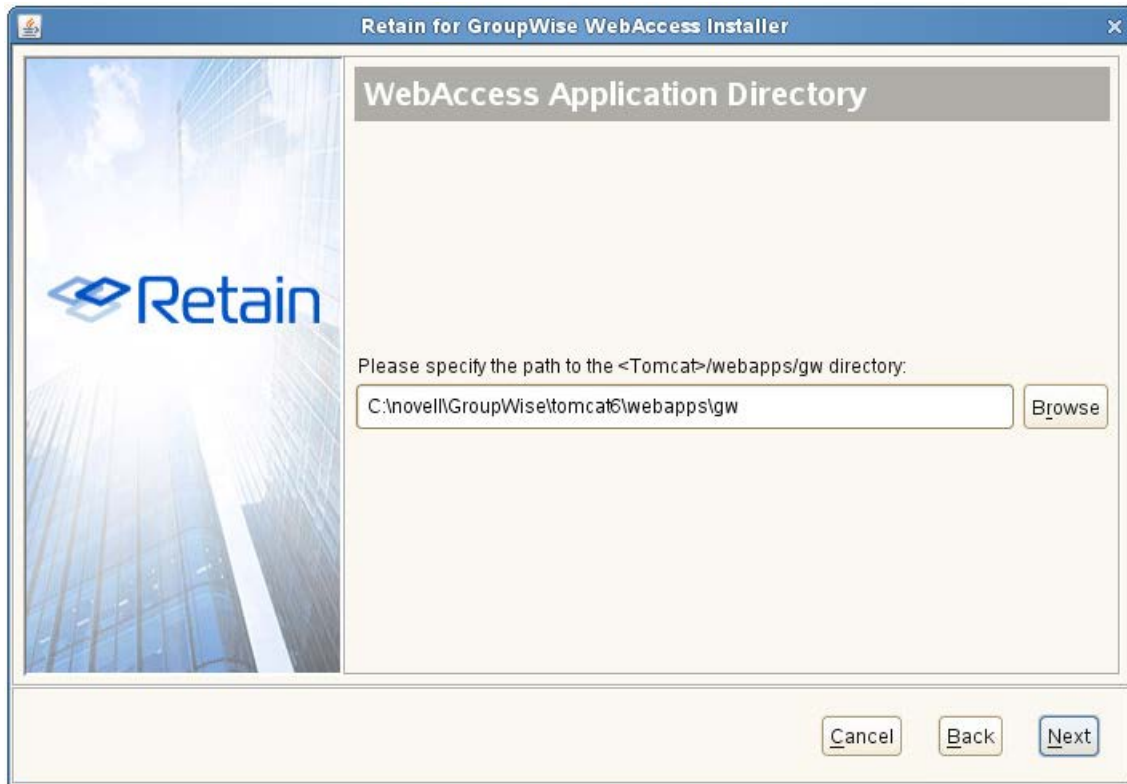 Retain for GroupWise WebAccess Installer
WebAccess Application Directory
Retain
Please specify the path to the <Tomcat>/webapps/gw directory:
C:\novell\GroupWise\tomcat6\webapps\gw
Browse
Cancel
Back
Next